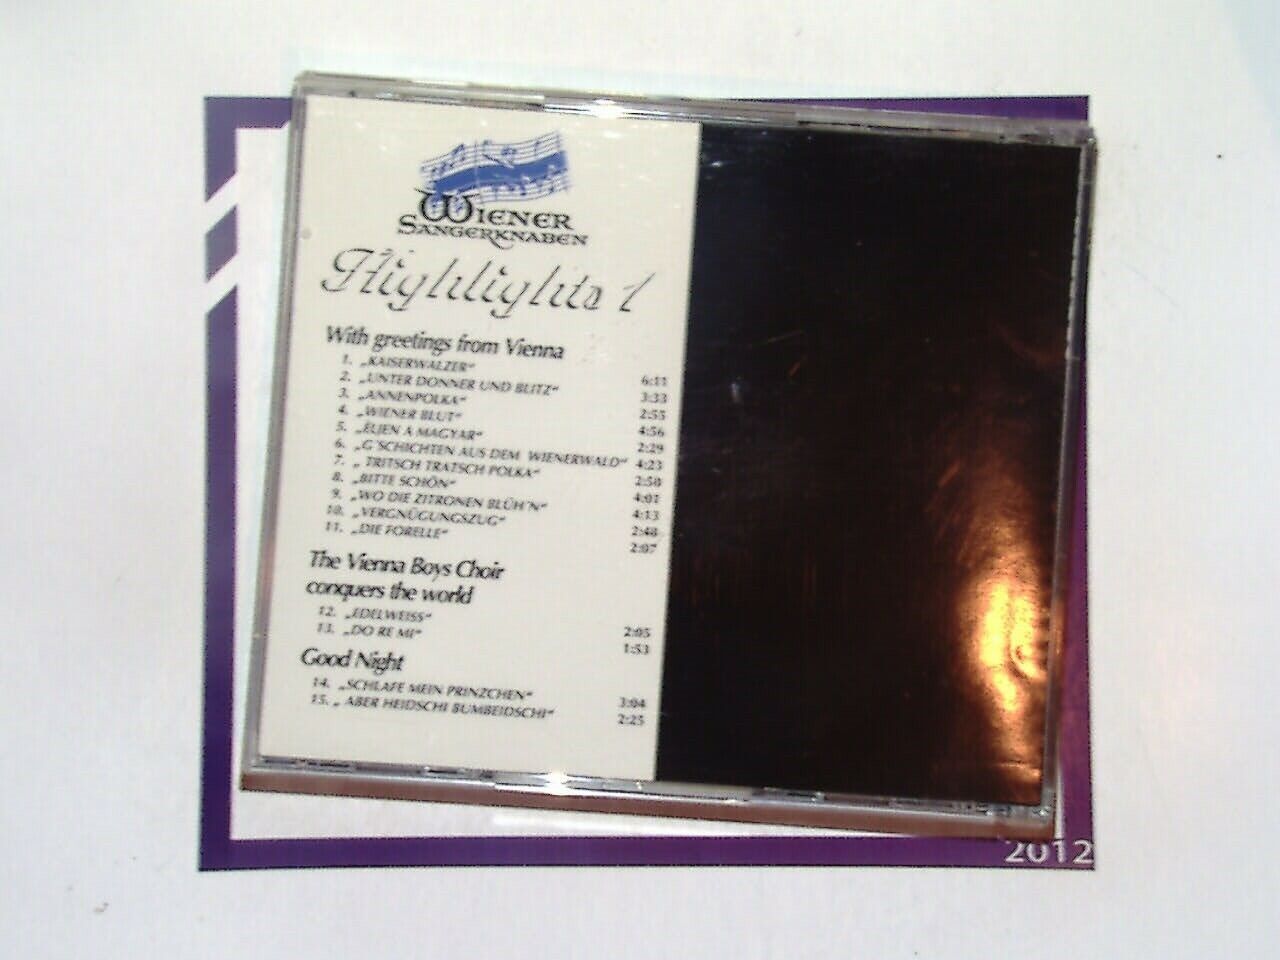 WIENER
SÄNGERKNABEN
Highlights 1
With greetings from Vienna
1. „KAISERWALZER" 6:11
2. „UNTER DONNER UND BLITZ" 3:33
3. „ANNENPOLKA" 2:55
4. „WIENER BLUT" 4:56
5. „ELJEN A MAGYAR" 2:29
6. „G'SCHICHTEN AUS DEM WIENERWALD" 4:23
7. „ TRITSCH TRATSCH POLKA" 2:50
8. „BITTE SCHÖN" 4:01
9. „WO DIE ZITRONEN BLÜH'N" 4:13
10. „VERGNÜGUNGSZUG" 2:48
11. „DIE FORELLE" 2:07
The Vienna Boys Choir
conquers the world
12. „EDELWEISS" 2:05
13. „DO RE MI" 1:53
Good Night
14. „SCHLAFE MEIN PRINZCHEN" 3:04
15. „ ABER HEIDSCHI BUMBEIDSCHI" 2:25
2012